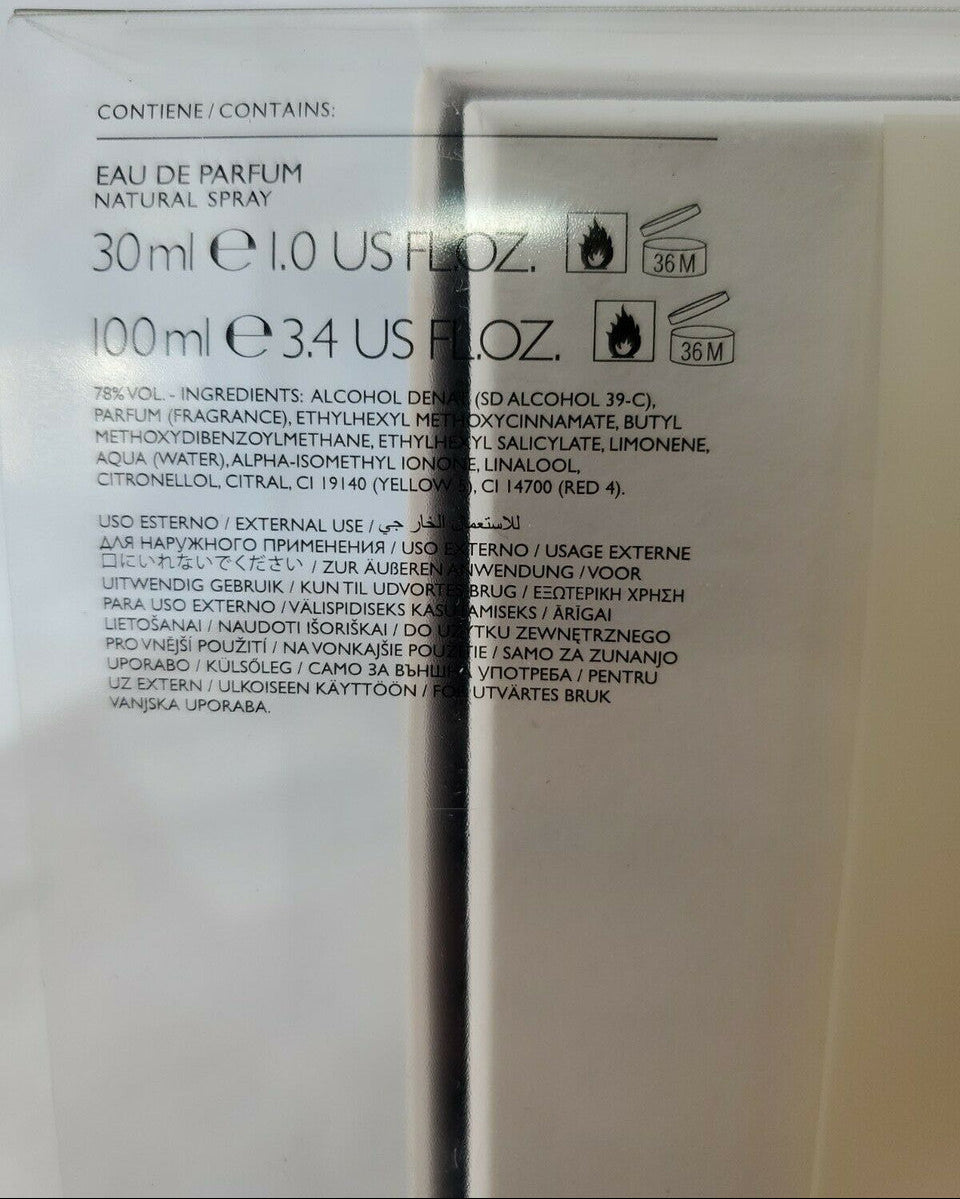 CONTIENE / CONTAINS:
EAU DE PARFUM
NATURAL SPRAY
30 ml ℮ 1.0 US FL.OZ. 36 M
100 ml ℮ 3.4 US FL.OZ. 36 M
78% VOL. - INGREDIENTS: ALCOHOL DENAT. (SD ALCOHOL 39-C),
PARFUM (FRAGRANCE), ETHYLHEXYL METHOXYCINNAMATE, BUTYL
METHOXYDIBENZOYLMETHANE, ETHYLHEXYL SALICYLATE, LIMONENE,
AQUA (WATER), ALPHA-ISOMETHYL IONONE, LINALOOL,
CITRONELLOL, CITRAL, CI 19140 (YELLOW 5), CI 14700 (RED 4).
USO ESTERNO / EXTERNAL USE / للاستعمال الخار جي
ДЛЯ НАРУЖНОГО ПРИМЕНЕНИЯ / USO EXTERNO / USAGE EXTERNE
口にいれないでください / ZUR ÄUßEREN ANWENDUNG / VOOR
UITWENDIG GEBRUIK / KUN TIL UDVORTES BRUG / ΕΞΩΤΕΡΙΚΗ ΧΡΗΣΗ
PARA USO EXTERNO / VÄLISPIDISEKS KASUTAMISEKS / ĀRĪGAI
LIETOŠANAI / NAUDOTI IŠORIŠKAI / DO UŻYTKU ZEWNĘTRZNEGO
PRO VNĚJŠÍ POUŽITÍ / NA VONKAJŠIE POUŽITIE / SAMO ZA ZUNANJO
UPORABO / KÜLSŐLEG / САМО ЗА ВЪНШНА УПОТРЕБА / PENTRU
UZ EXTERN / ULKOISEEN KÄYTTÖÖN / FÖR UTVÄRTES BRUK
VANJSKA UPORABA.